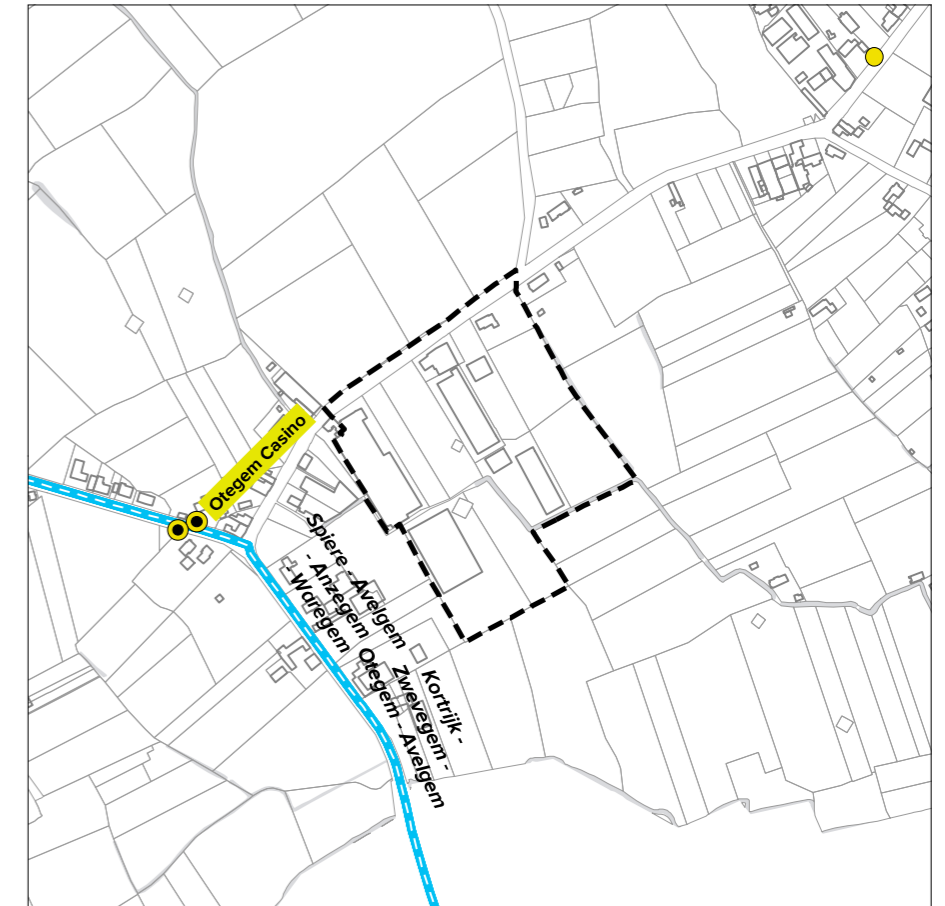 Otegem Casino
Spiere - Avelgem
- Anzegem
- Waregem
Kortrijk -
Zwevegem -
Otegem - Avelgem